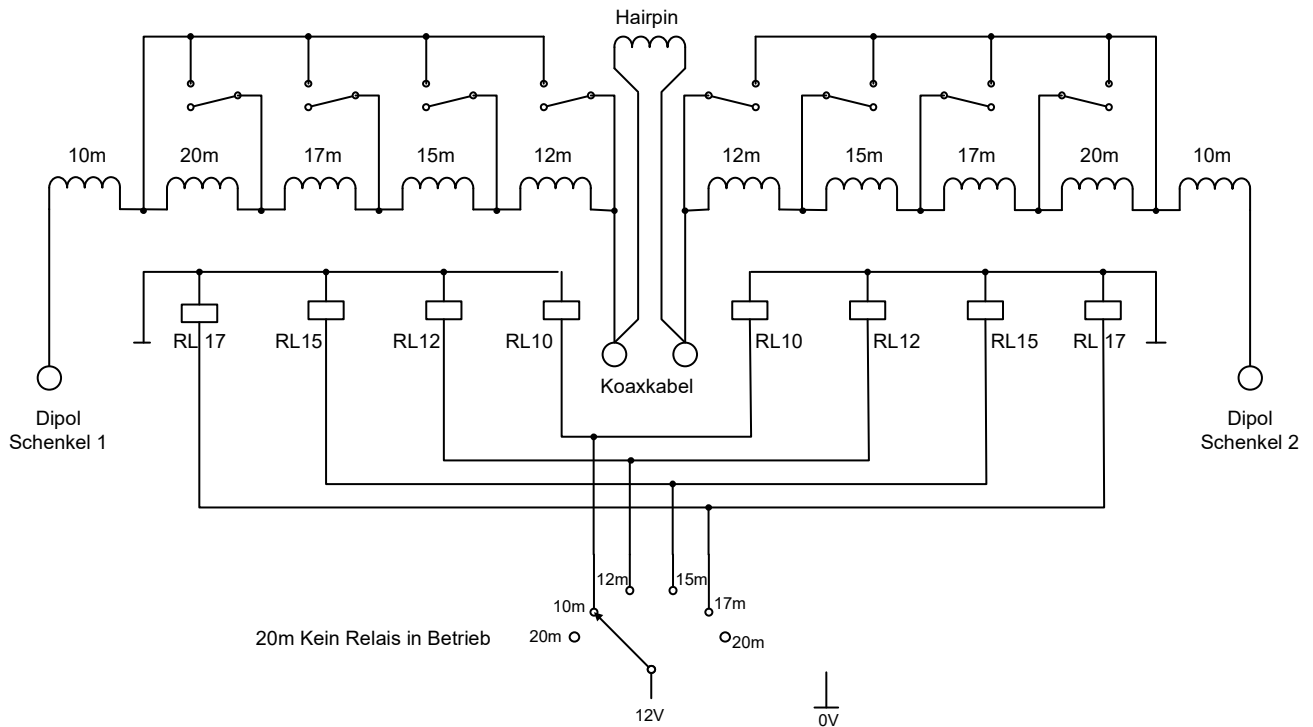 Hairpin
10m
20m
17m
15m
12m
12m
15m
17m
20m
10m
RL 17
RL15
RL12
RL10
RL10
RL12
RL15
RL 17
Koaxkabel
Dipol
Schenkel 1
Dipol
Schenkel 2
12m
15m
10m
17m
20m Kein Relais in Betrieb
20m
20m
12V
0V